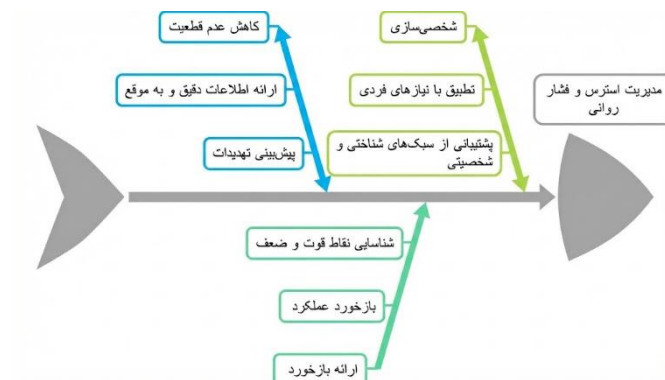 کاهش عدم قطعیت
شخصی‌سازی
ارائه اطلاعات دقیق و به موقع
تطبیق با نیازهای فردی
مدیریت استرس و فشار
روانی
پیش‌بینی تهدیدات
پشتیبانی از سبک‌های شناختی و
شخصیتی
شناسایی نقاط قوت و ضعف
بازخورد عملکرد
ارائه بازخورد